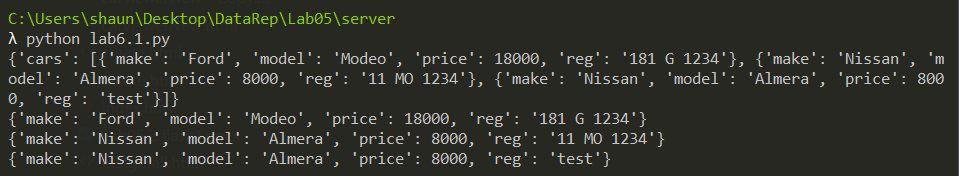 C:\Users\shaun\Desktop\DataRep\Lab05\server
λ python lab6.1.py
{'cars': [{'make': 'Ford', 'model': 'Modeo', 'price': 18000, 'reg': '181 G 1234'}, {'make': 'Nissan', 'm
odel': 'Almera', 'price': 8000, 'reg': '11 MO 1234'}, {'make': 'Nissan', 'model': 'Almera', 'price': 800
0, 'reg': 'test'}]}
{'make': 'Ford', 'model': 'Modeo', 'price': 18000, 'reg': '181 G 1234'}
{'make': 'Nissan', 'model': 'Almera', 'price': 8000, 'reg': '11 MO 1234'}
{'make': 'Nissan', 'model': 'Almera', 'price': 8000, 'reg': 'test'}